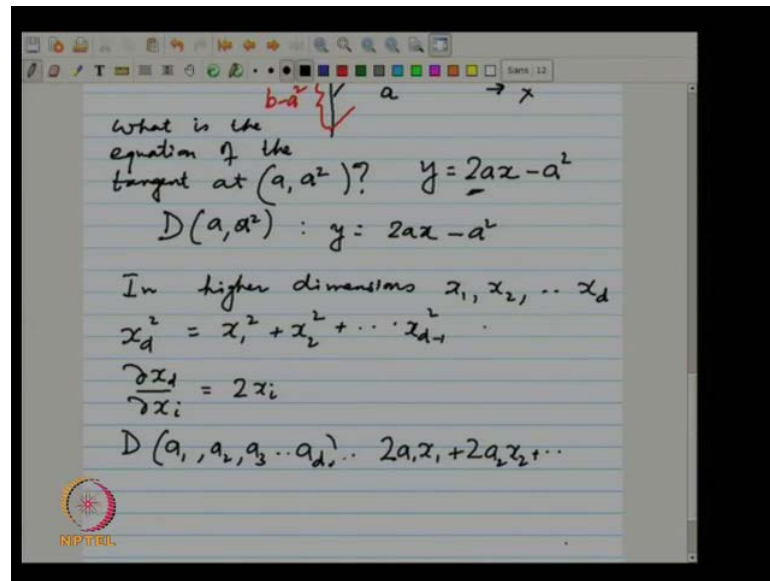 Sans 12
b-a² { a → x
What is the
equation of the
tangent at (a, a²)? y = 2ax - a²
D(a, a²) : y = 2ax - a²
In higher dimensions x₁, x₂, .. x_d
x_d² = x₁² + x₂² + ... x_{d-1}²
∂x_d/∂x_i = 2x_i
D(a₁, a₂, a₃ .. a_d) .. 2a₁x₁ + 2a₂x₂ + ..
NPTEL